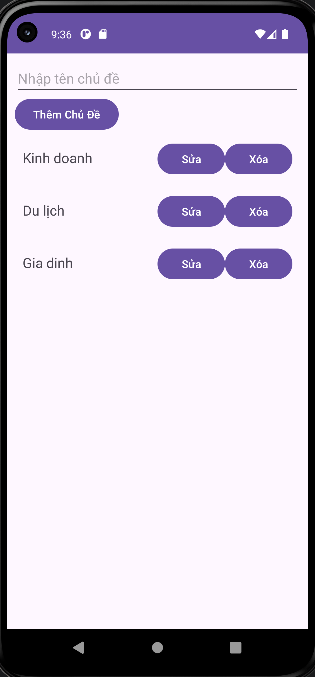 9:36
Nhập tên chủ đề
Thêm Chủ Đề
Kinh doanh Sửa Xóa
Du lịch Sửa Xóa
Gia dinh Sửa Xóa